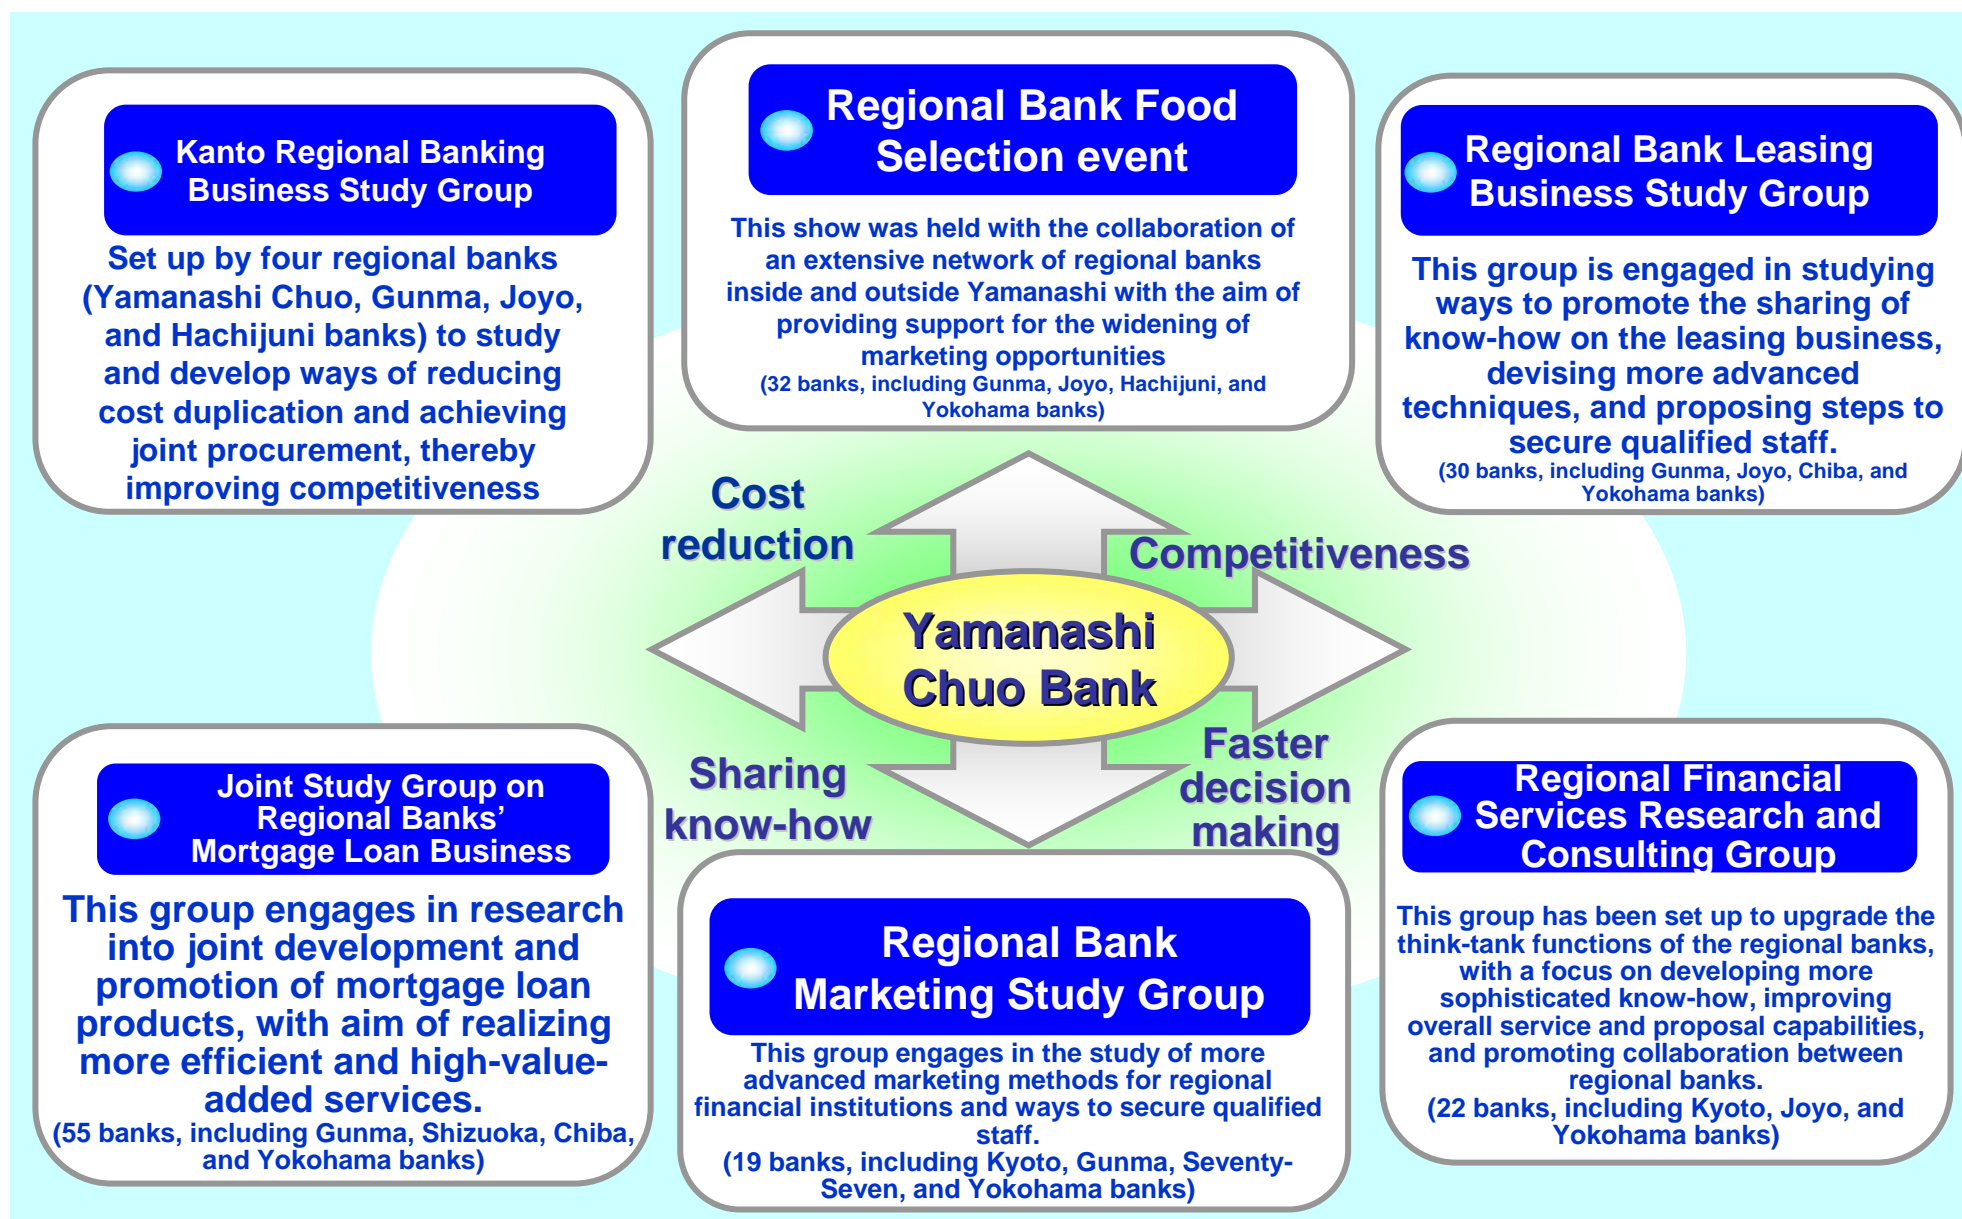 Kanto Regional Banking
Business Study Group
Set up by four regional banks
(Yamanashi Chuo, Gunma, Joyo,
and Hachijuni banks) to study
and develop ways of reducing
cost duplication and achieving
joint procurement, thereby
improving competitiveness
Regional Bank Food
Selection event
This show was held with the collaboration of
an extensive network of regional banks
inside and outside Yamanashi with the aim of
providing support for the widening of
marketing opportunities
(32 banks, including Gunma, Joyo, Hachijuni, and
Yokohama banks)
Regional Bank Leasing
Business Study Group
This group is engaged in studying
ways to promote the sharing of
know-how on the leasing business,
devising more advanced
techniques, and proposing steps to
secure qualified staff.
(30 banks, including Gunma, Joyo, Chiba, and
Yokohama banks)
Cost
reduction
Competitiveness
Yamanashi
Chuo Bank
Sharing
know-how
Faster
decision
making
Joint Study Group on
Regional Banks’
Mortgage Loan Business
This group engages in research
into joint development and
promotion of mortgage loan
products, with aim of realizing
more efficient and high-value-
added services.
(55 banks, including Gunma, Shizuoka, Chiba,
and Yokohama banks)
Regional Bank
Marketing Study Group
This group engages in the study of more
advanced marketing methods for regional
financial institutions and ways to secure qualified
staff.
(19 banks, including Kyoto, Gunma, Seventy-
Seven, and Yokohama banks)
Regional Financial
Services Research and
Consulting Group
This group has been set up to upgrade the
think-tank functions of the regional banks,
with a focus on developing more
sophisticated know-how, improving
overall service and proposal capabilities,
and promoting collaboration between
regional banks.
(22 banks, including Kyoto, Joyo, and
Yokohama banks)